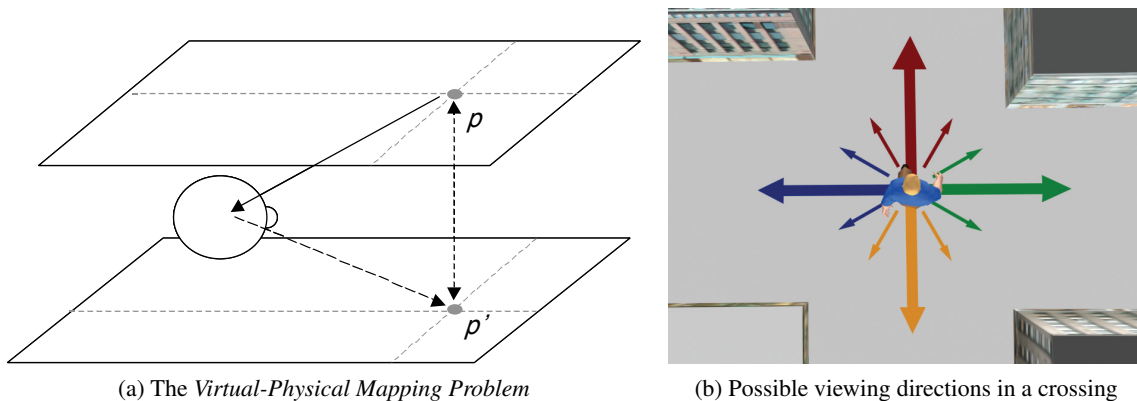 p
p’
(a) The Virtual-Physical Mapping Problem
(b) Possible viewing directions in a crossing